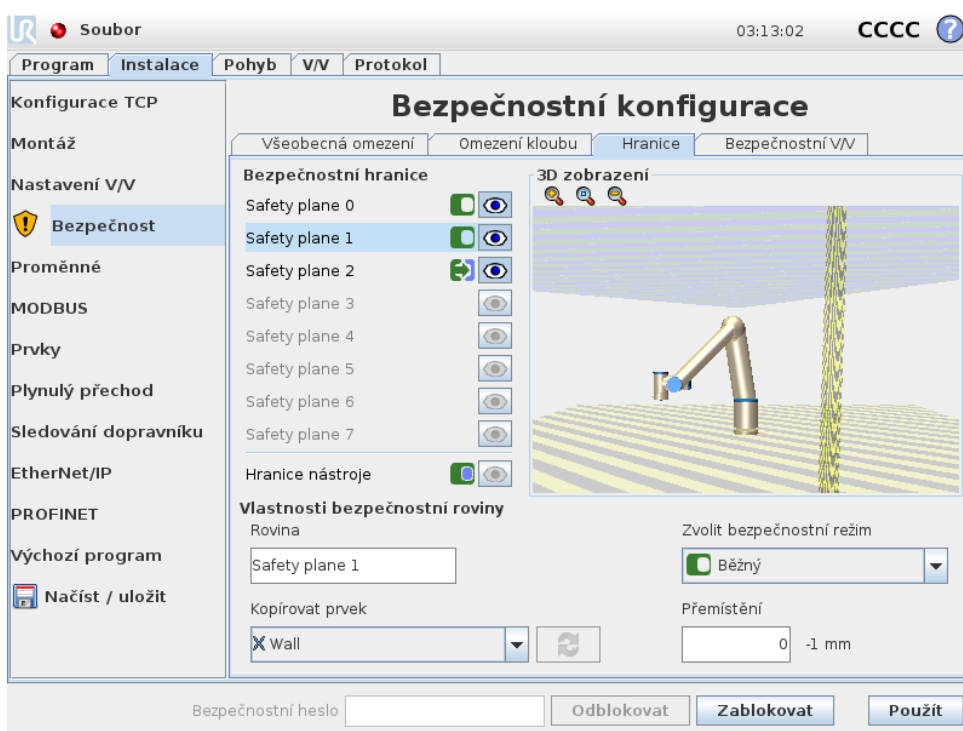 UR Soubor 03:13:02 CCCC ?
Program Instalace Pohyb V/V Protokol
Konfigurace TCP
Montáž
Nastavení V/V
Bezpečnost
Proměnné
MODBUS
Prvky
Plynulý přechod
Sledování dopravníku
EtherNet/IP
PROFINET
Výchozí program
Načíst / uložit
Bezpečnostní konfigurace
Všeobecná omezení Omezení kloubu Hranice Bezpečnostní V/V
Bezpečnostní hranice
Safety plane 0
Safety plane 1
Safety plane 2
Safety plane 3
Safety plane 4
Safety plane 5
Safety plane 6
Safety plane 7
Hranice nástroje
3D zobrazení
Vlastnosti bezpečnostní roviny
Rovina
Safety plane 1
Kopírovat prvek
Wall
Zvolit bezpečnostní režim
Běžný
Přemístění
0 -1 mm
Bezpečnostní heslo Odblokovat Zablokovat Použít